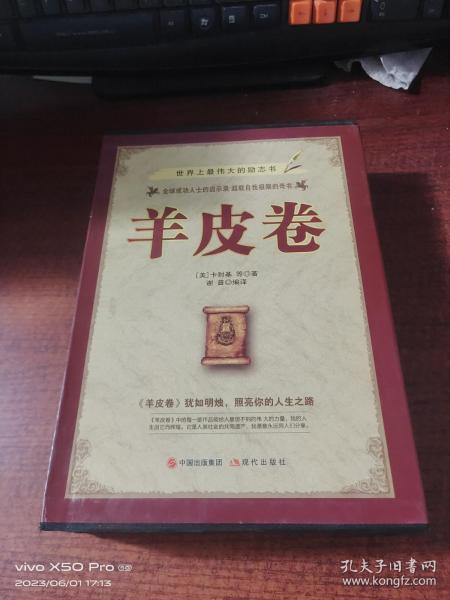 世界上最伟大的励志书
全球成功人士的启示录 超越自我极限的奇书
羊皮卷
[美]卡耐基 等◎著
谢普◎编译
《羊皮卷》犹如明烛，照亮你的人生之路
中国出版集团 现代出版社
vivo X50 Pro 5G
2023/06/01 17:13
孔夫子旧书网
www.kongfz.com